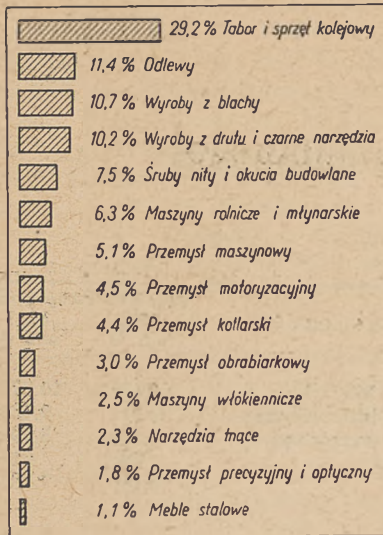 29,2% Tabor i sprzęt kolejowy
11,4% Odlewy
10,7% Wyroby z blachy
10,2% Wyroby z drutu i czarne narzędzia
7,5% Śruby nity i okucia budowlane
6,3% Maszyny rolnicze i młynarskie
5,1% Przemysł maszynowy
4,5% Przemysł motoryzacyjny
4,4% Przemysł kotlarski
3,0% Przemysł obrabiarkowy
2,5% Maszyny włókiennicze
2,3% Narzędzia tnące
1,8% Przemysł precyzyjny i optyczny
1,1% Meble stalowe